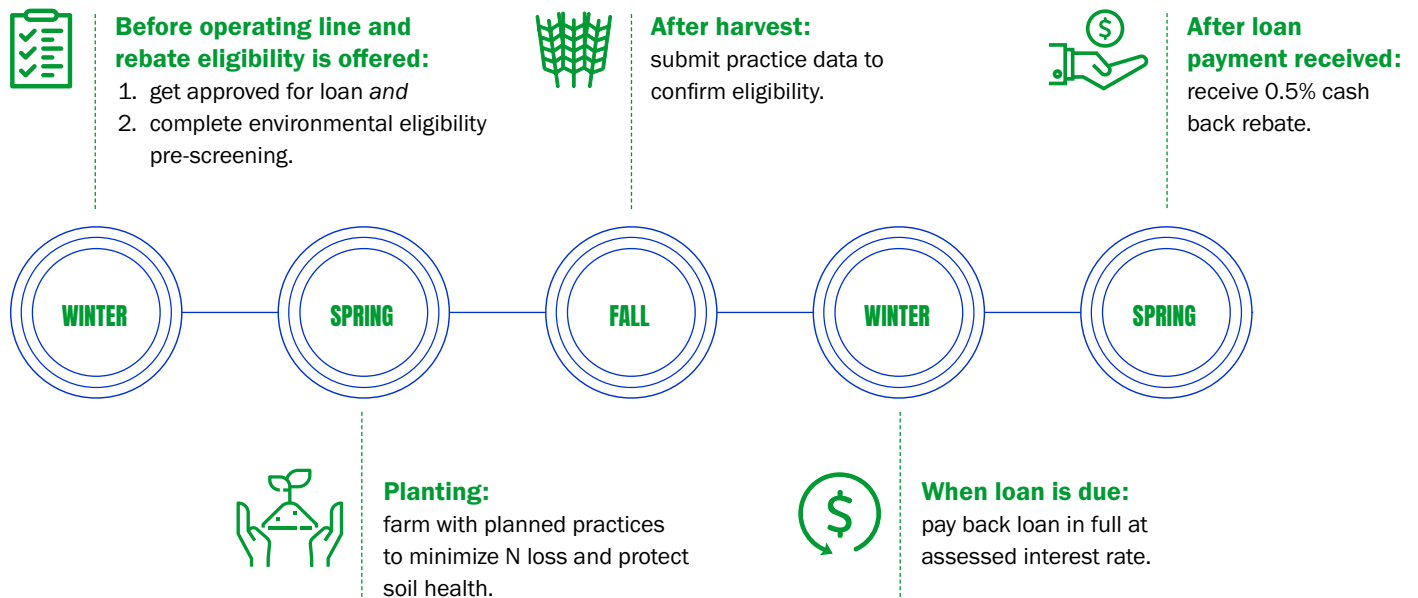 Before operating line and
rebate eligibility is offered:
1. get approved for loan and
2. complete environmental eligibility
pre-screening.
After harvest:
submit practice data to
confirm eligibility.
$
After loan
payment received:
receive 0.5% cash
back rebate.
WINTER
SPRING
FALL
WINTER
SPRING
Planting:
farm with planned practices
to minimize N loss and protect
soil health.
$
When loan is due:
pay back loan in full at
assessed interest rate.